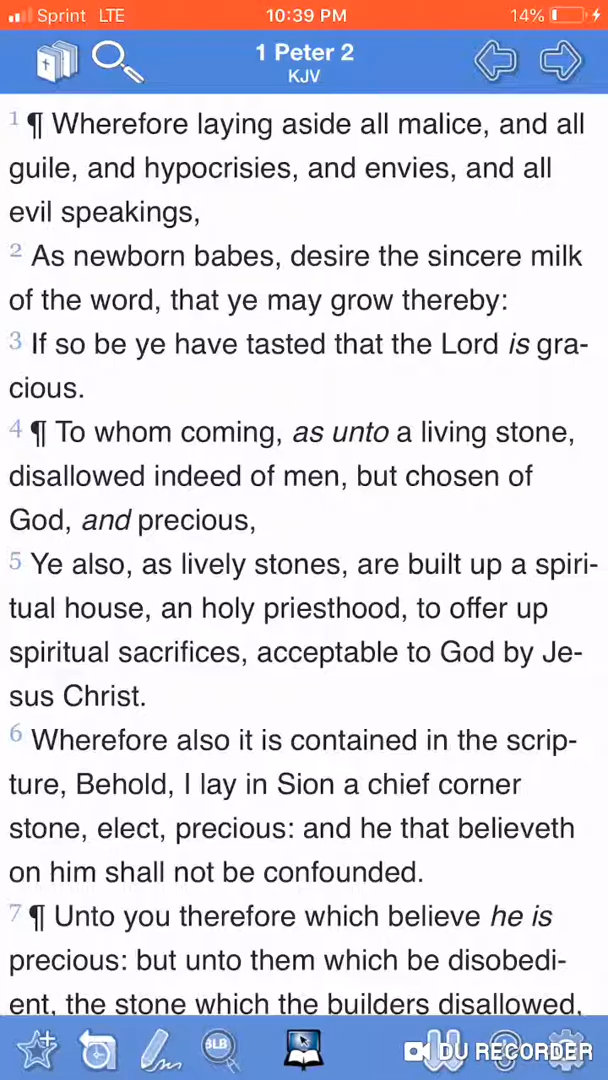 Sprint LTE 10:39 PM 14%
1 Peter 2
KJV
1 ¶ Wherefore laying aside all malice, and all
guile, and hypocrisies, and envies, and all
evil speakings,
2 As newborn babes, desire the sincere milk
of the word, that ye may grow thereby:
3 If so be ye have tasted that the Lord is gra-
cious.
4 ¶ To whom coming, as unto a living stone,
disallowed indeed of men, but chosen of
God, and precious,
5 Ye also, as lively stones, are built up a spiri-
tual house, an holy priesthood, to offer up
spiritual sacrifices, acceptable to God by Je-
sus Christ.
6 Wherefore also it is contained in the scrip-
ture, Behold, I lay in Sion a chief corner
stone, elect, precious: and he that believeth
on him shall not be confounded.
7 ¶ Unto you therefore which believe he is
precious: but unto them which be disobedi-
ent, the stone which the builders disallowed,
BLB
DU RECORDER